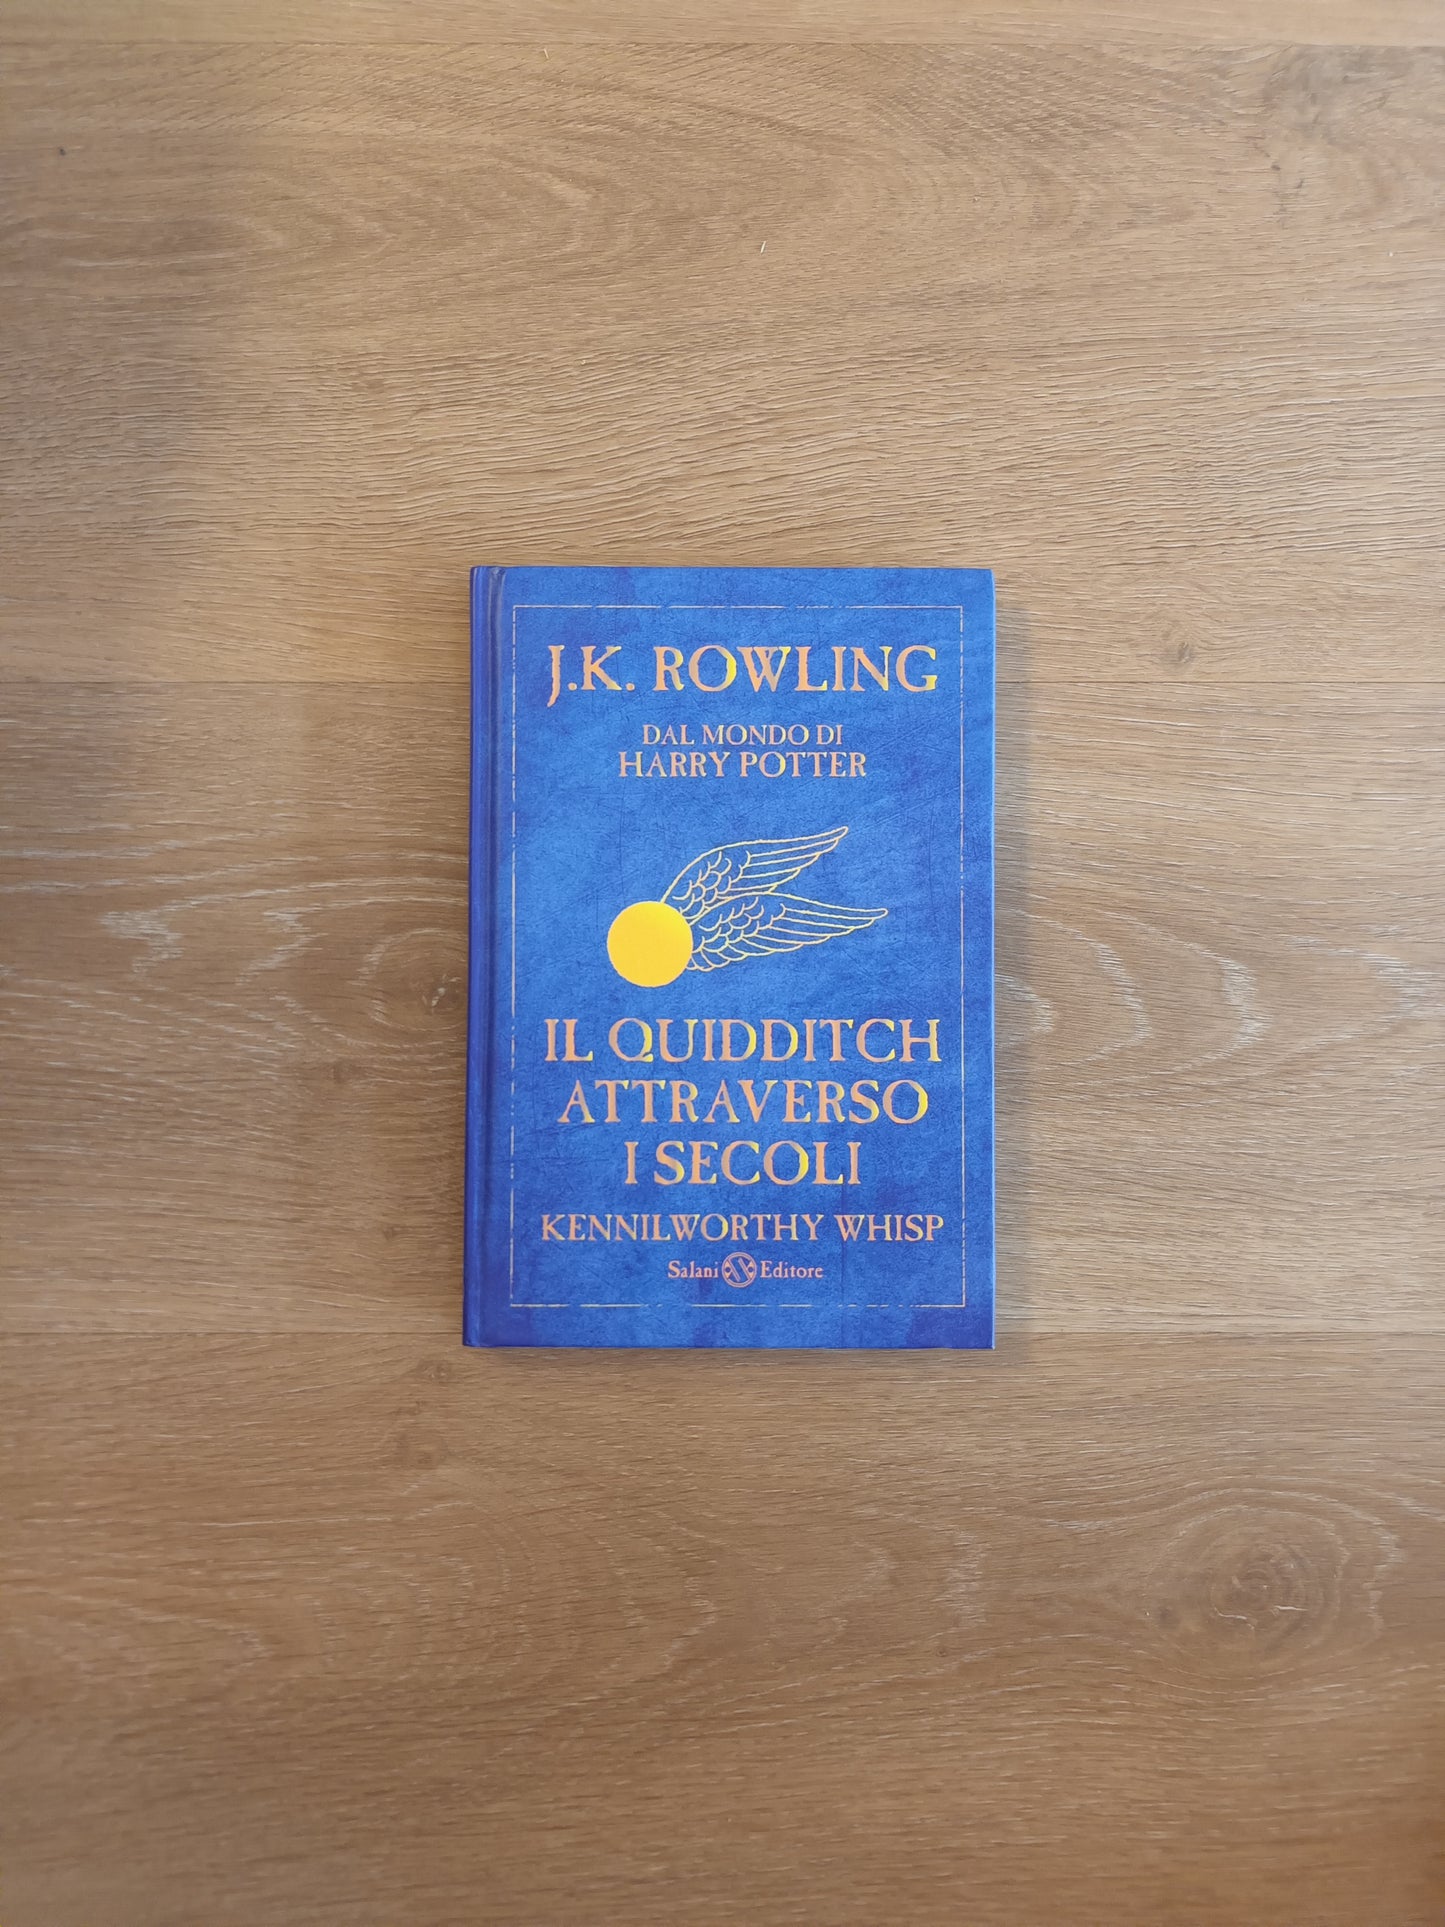 J.K. ROWLING
DAL MONDO DI
HARRY POTTER
IL QUIDDITCH
ATTRAVERSO
I SECOLI
KENNILWORTHY WHISP
Salani Editore